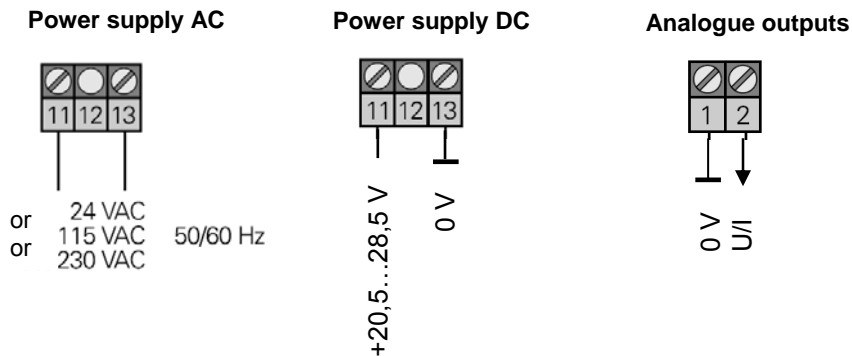 Power supply AC
11 12 13
or 24 VAC
or 115 VAC 50/60 Hz
230 VAC
Power supply DC
11 12 13
+20,5...28,5 V
0 V
Analogue outputs
1 2
0 V
U/I